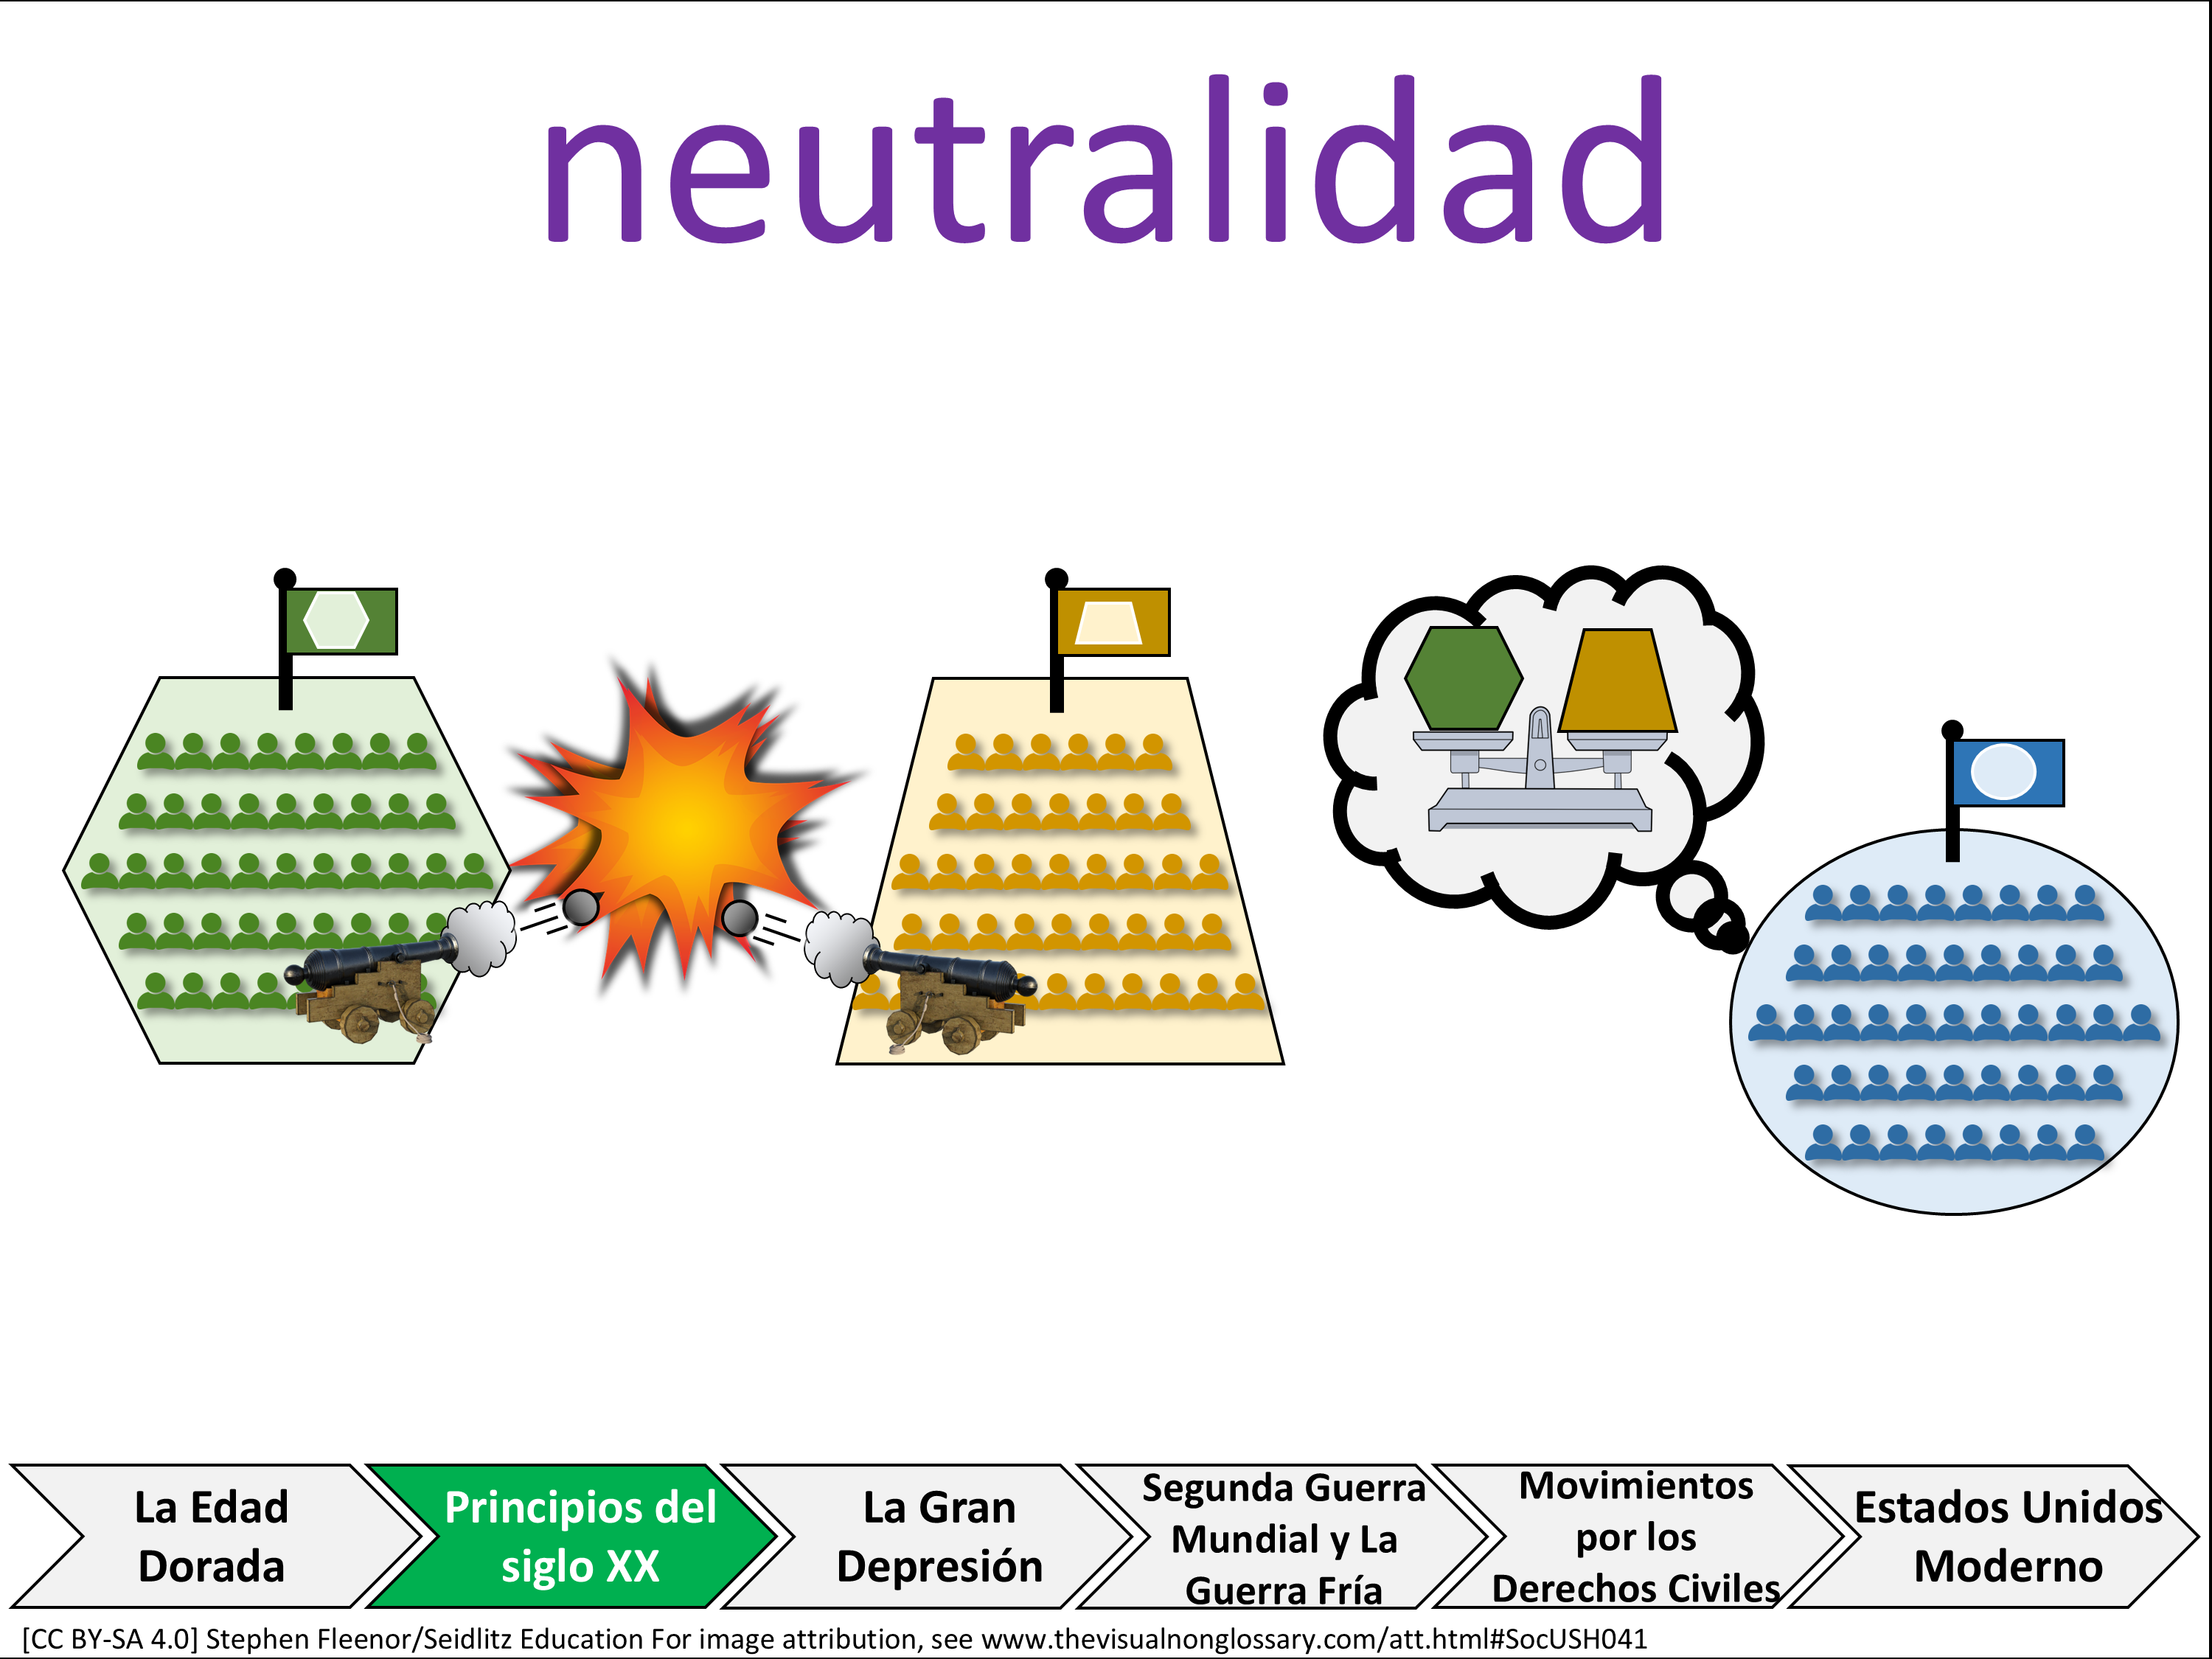 neutralidad
La Edad
Dorada
Principios del
siglo XX
La Gran
Depresión
Segunda Guerra
Mundial y La
Guerra Fría
Movimientos
por los
Derechos Civiles
Estados Unidos
Moderno
[CC BY-SA 4.0] Stephen Fleenor/Seidlitz Education For image attribution, see www.thevisualnonglossary.com/att.html#SocUSH041